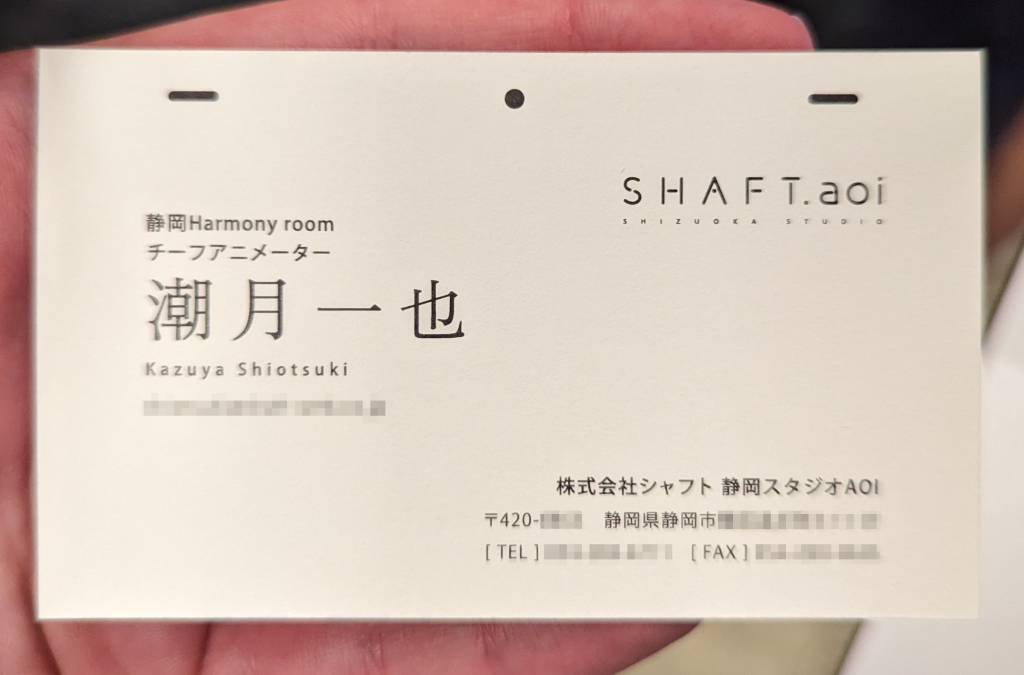 SHAFT.aoi
SHIZUOKA STUDIO
静岡Harmony room
チーフアニメーター
潮月一也
Kazuya Shiotsuki
株式会社シャフト 静岡スタジオAOI
〒420- 静岡県静岡市
[ TEL ] [ FAX ]